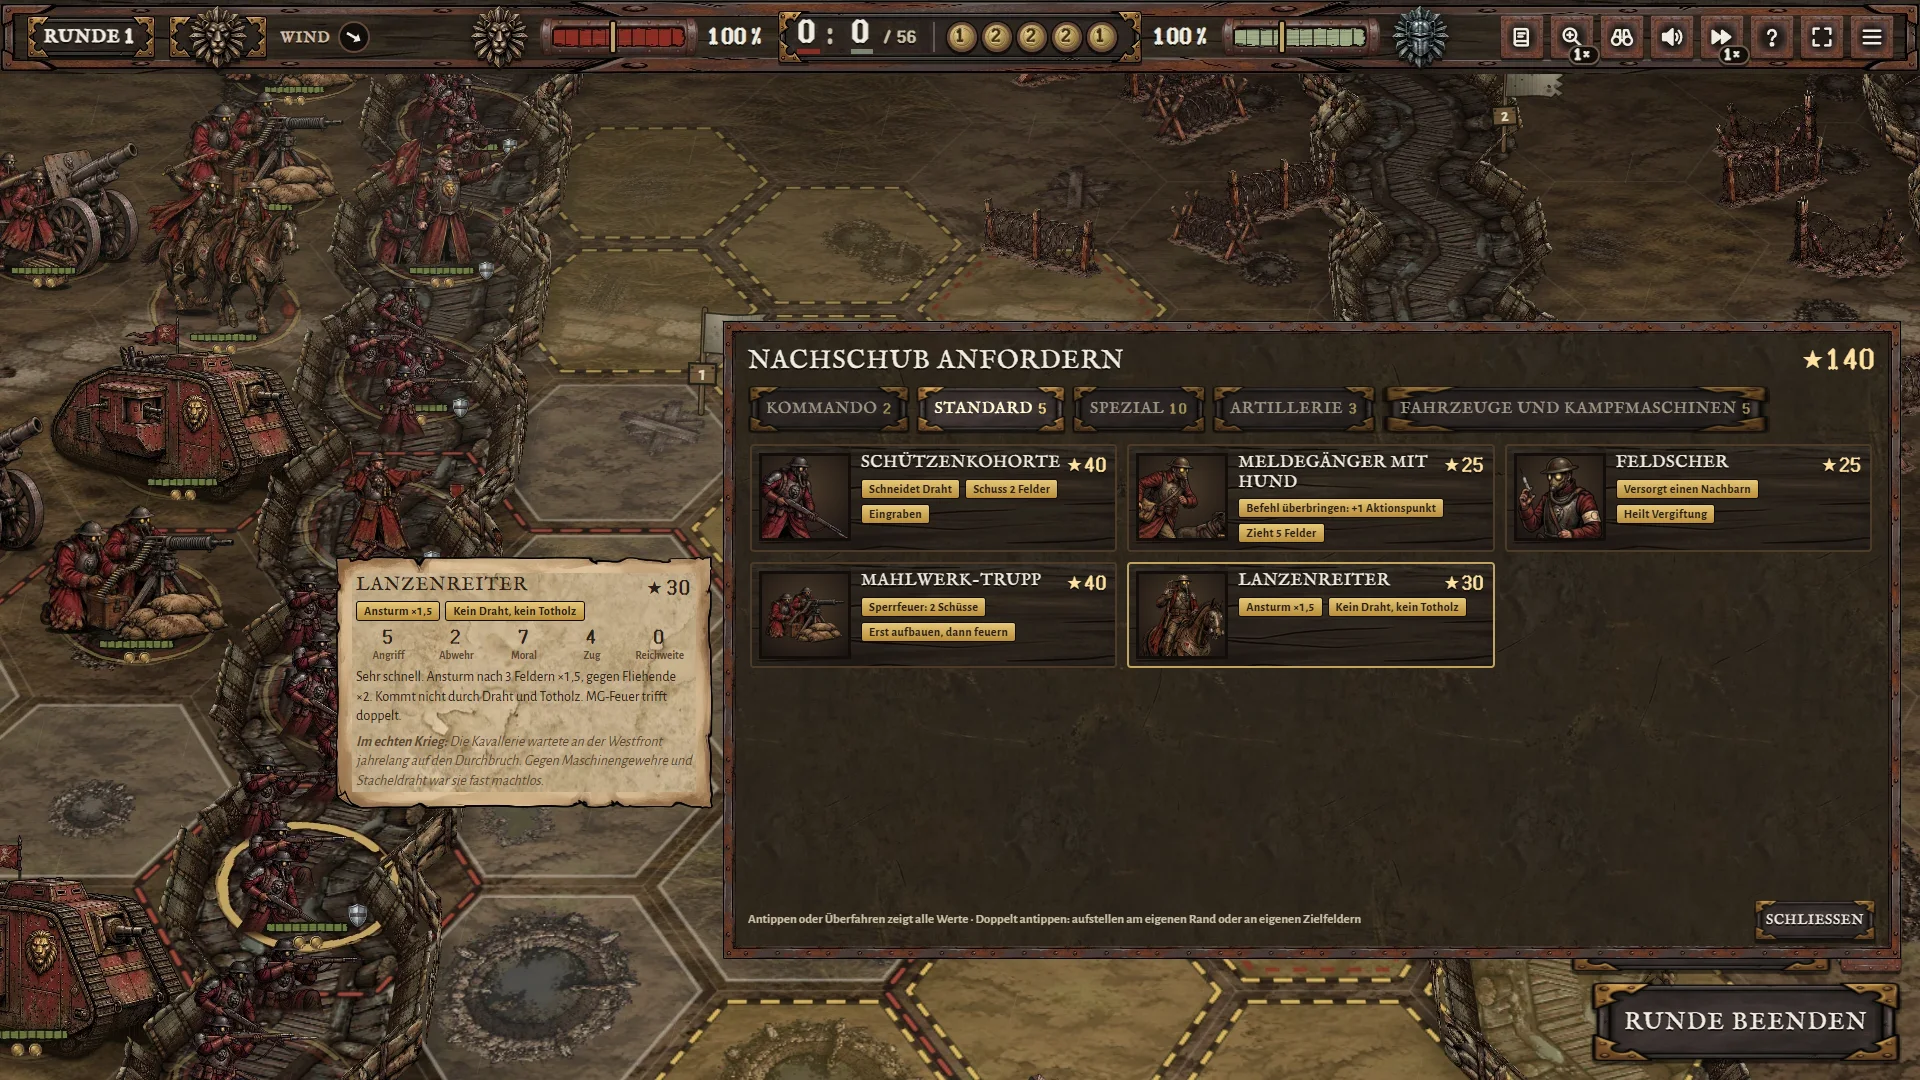 RUNDE 1
WIND
100 %
0 : 0 / 56
1 2 2 2 1
100 %
1×
1×
?
2
1
NACHSCHUB ANFORDERN
★140
KOMMANDO 2
STANDARD 5
SPEZIAL 10
ARTILLERIE 3
FAHRZEUGE UND KAMPFMASCHINEN 5
SCHÜTZENKOHORTE ★40
Schneidet Draht
Schuss 2 Felder
Eingraben
MELDEGÄNGER MIT HUND ★25
Befehl überbringen: +1 Aktionspunkt
Zieht 5 Felder
FELDSCHER ★25
Versorgt einen Nachbarn
Heilt Vergiftung
MAHLWERK-TRUPP ★40
Sperrfeuer: 2 Schüsse
Erst aufbauen, dann feuern
LANZENREITER ★30
Ansturm ×1,5
Kein Draht, kein Totholz
LANZENREITER ★ 30
Ansturm ×1,5
Kein Draht, kein Totholz
5 2 7 4 0
Angriff Abwehr Moral Zug Reichweite
Sehr schnell. Ansturm nach 3 Feldern ×1,5, gegen Fliehende
×2. Kommt nicht durch Draht und Totholz. MG-Feuer trifft
doppelt.
Im echten Krieg: Die Kavallerie wartete an der Westfront
jahrelang auf den Durchbruch. Gegen Maschinengewehre und
Stacheldraht war sie fast machtlos.
Antippen oder Überfahren zeigt alle Werte · Doppelt antippen: aufstellen am eigenen Rand oder an eigenen Zielfeldern
SCHLIESSEN
RUNDE BEENDEN